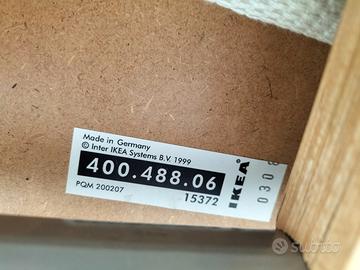 Made in Germany
© Inter IKEA Systems B.V. 1999
400.488.06
PQM 200207
15372
IKEA
®
0308
subito